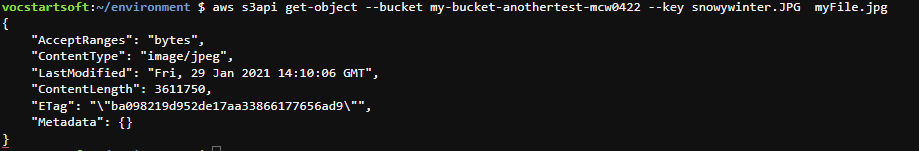 vocstartsoft:~/environment $ aws s3api get-object --bucket my-bucket-anothertest-mcw0422 --key snowywinter.JPG  myFile.jpg
{
    "AcceptRanges": "bytes",
    "ContentType": "image/jpeg",
    "LastModified": "Fri, 29 Jan 2021 14:10:06 GMT",
    "ContentLength": 3611750,
    "ETag": "\"ba098219d952de17aa33866177656ad9\"",
    "Metadata": {}
}